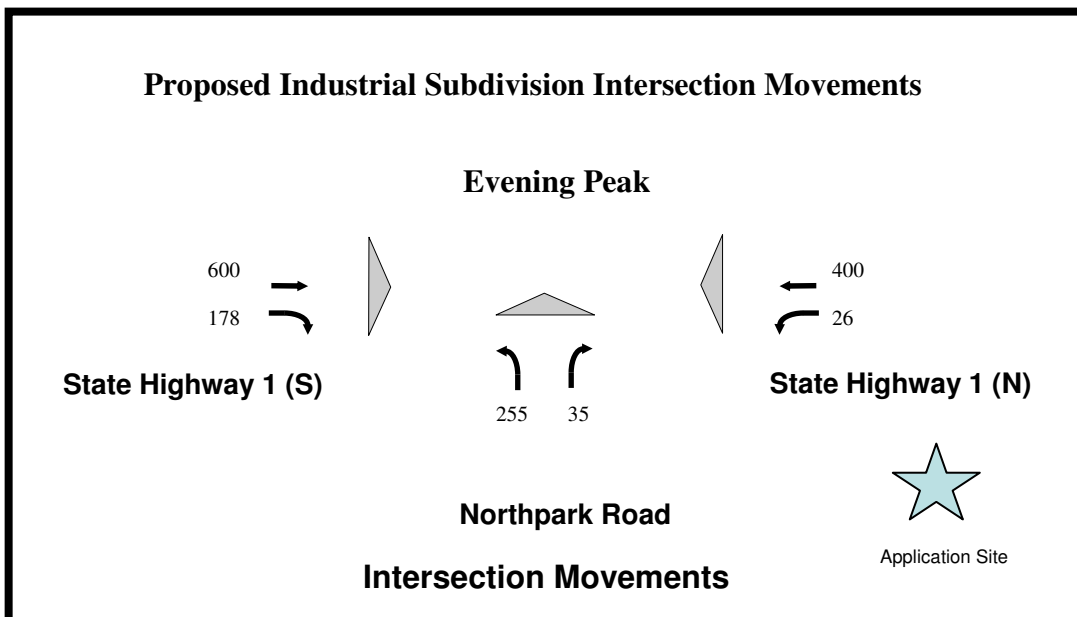 Proposed Industrial Subdivision Intersection Movements
Evening Peak
600
400
178
26
State Highway 1 (S)
State Highway 1 (N)
255 35
Northpark Road
Application Site
Intersection Movements